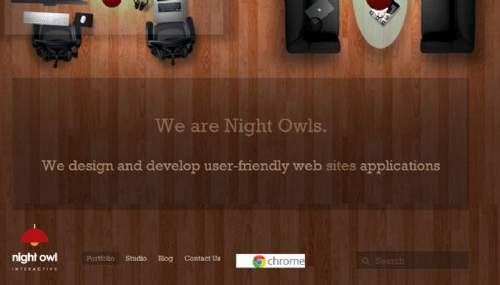 We are Night Owls.
We design and develop user-friendly web sites applications
night owl
INTERACTIVE
Portfolio Studio Blog Contact Us
chrome
Search